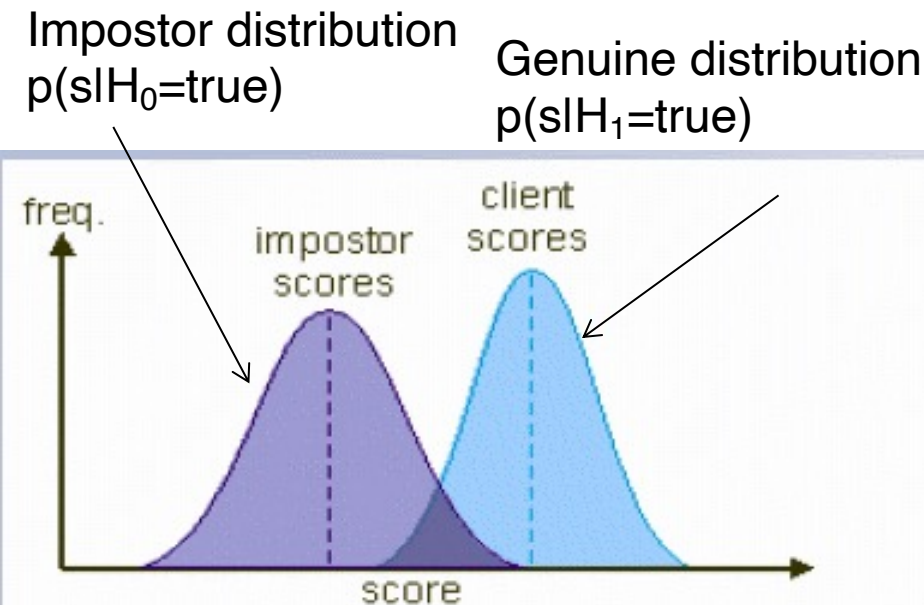 Impostor distribution
p(s|H₀=true)
Genuine distribution
p(s|H₁=true)
freq.
impostor
scores
client
scores
score